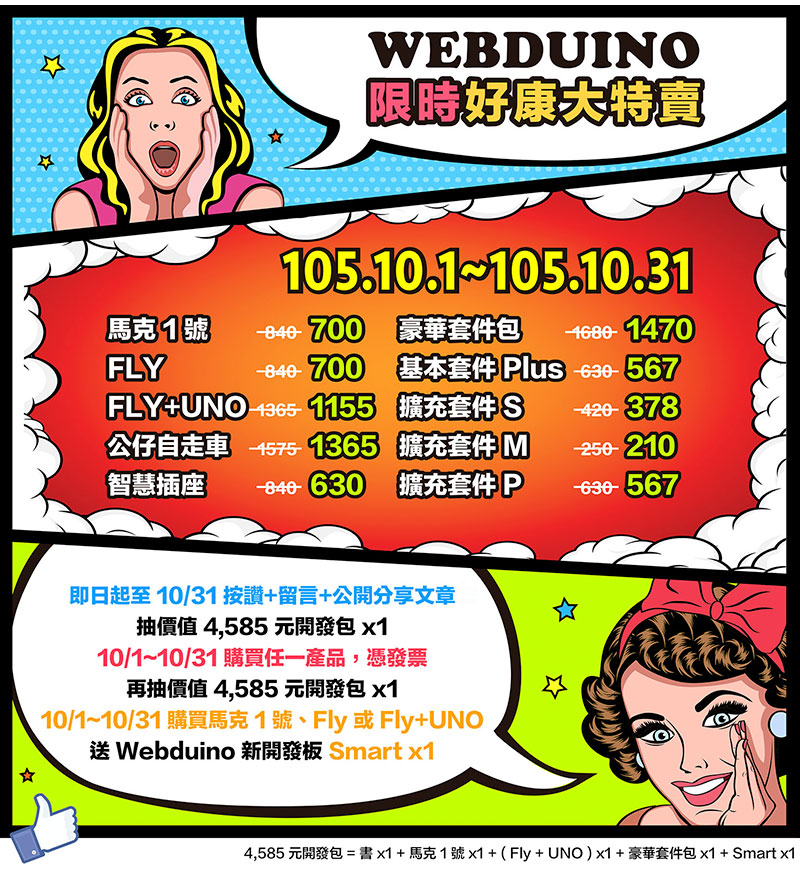 WEBDUINO
限時好康大特賣
105.10.1~105.10.31
馬克1號 840 700 豪華套件包 1680 1470
FLY 840 700 基本套件 Plus 630 567
FLY+UNO 1365 1155 擴充套件 S 420 378
公仔自走車 1575 1365 擴充套件 M 250 210
智慧插座 840 630 擴充套件 P 630 567
即日起至 10/31 按讚+留言+公開分享文章
抽價值 4,585 元開發包 x1
10/1~10/31 購買任一產品，憑發票
再抽價值 4,585 元開發包 x1
10/1~10/31 購買馬克 1 號、Fly 或 Fly+UNO
送 Webduino 新開發板 Smart x1
4,585 元開發包 = 書 x1 + 馬克 1 號 x1 + ( Fly + UNO ) x1 + 豪華套件包 x1 + Smart x1